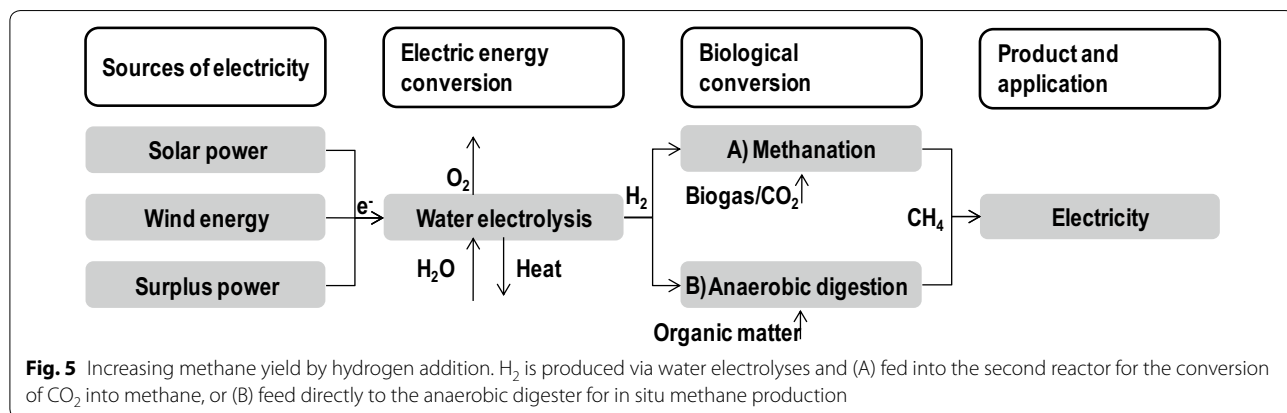 Sources of electricity
Electric energy
conversion
Biological
conversion
Product and
application
Solar power
Wind energy
Surplus power
e-
O₂
Water electrolysis
H₂O
Heat
H₂
A) Methanation
Biogas/CO₂
B) Anaerobic digestion
Organic matter
CH₄
Electricity
Fig. 5 Increasing methane yield by hydrogen addition. H₂ is produced via water electrolyses and (A) fed into the second reactor for the conversion
of CO₂ into methane, or (B) feed directly to the anaerobic digester for in situ methane production